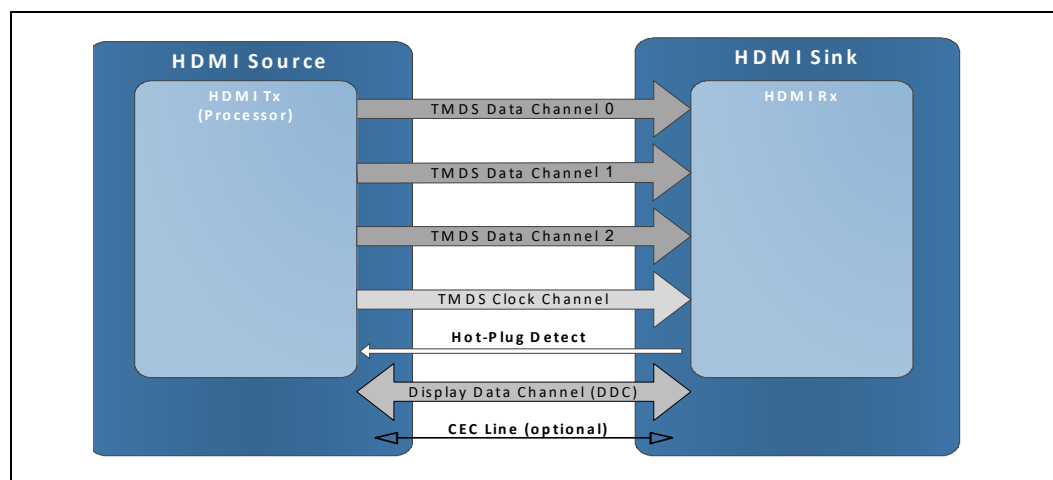 HDMI Source
HDMI Sink
HDMI Tx
(Processor)
HDMI Rx
TMDS Data Channel 0
TMDS Data Channel 1
TMDS Data Channel 2
TMDS Clock Channel
Hot-Plug Detect
Display Data Channel (DDC)
CEC Line (optional)